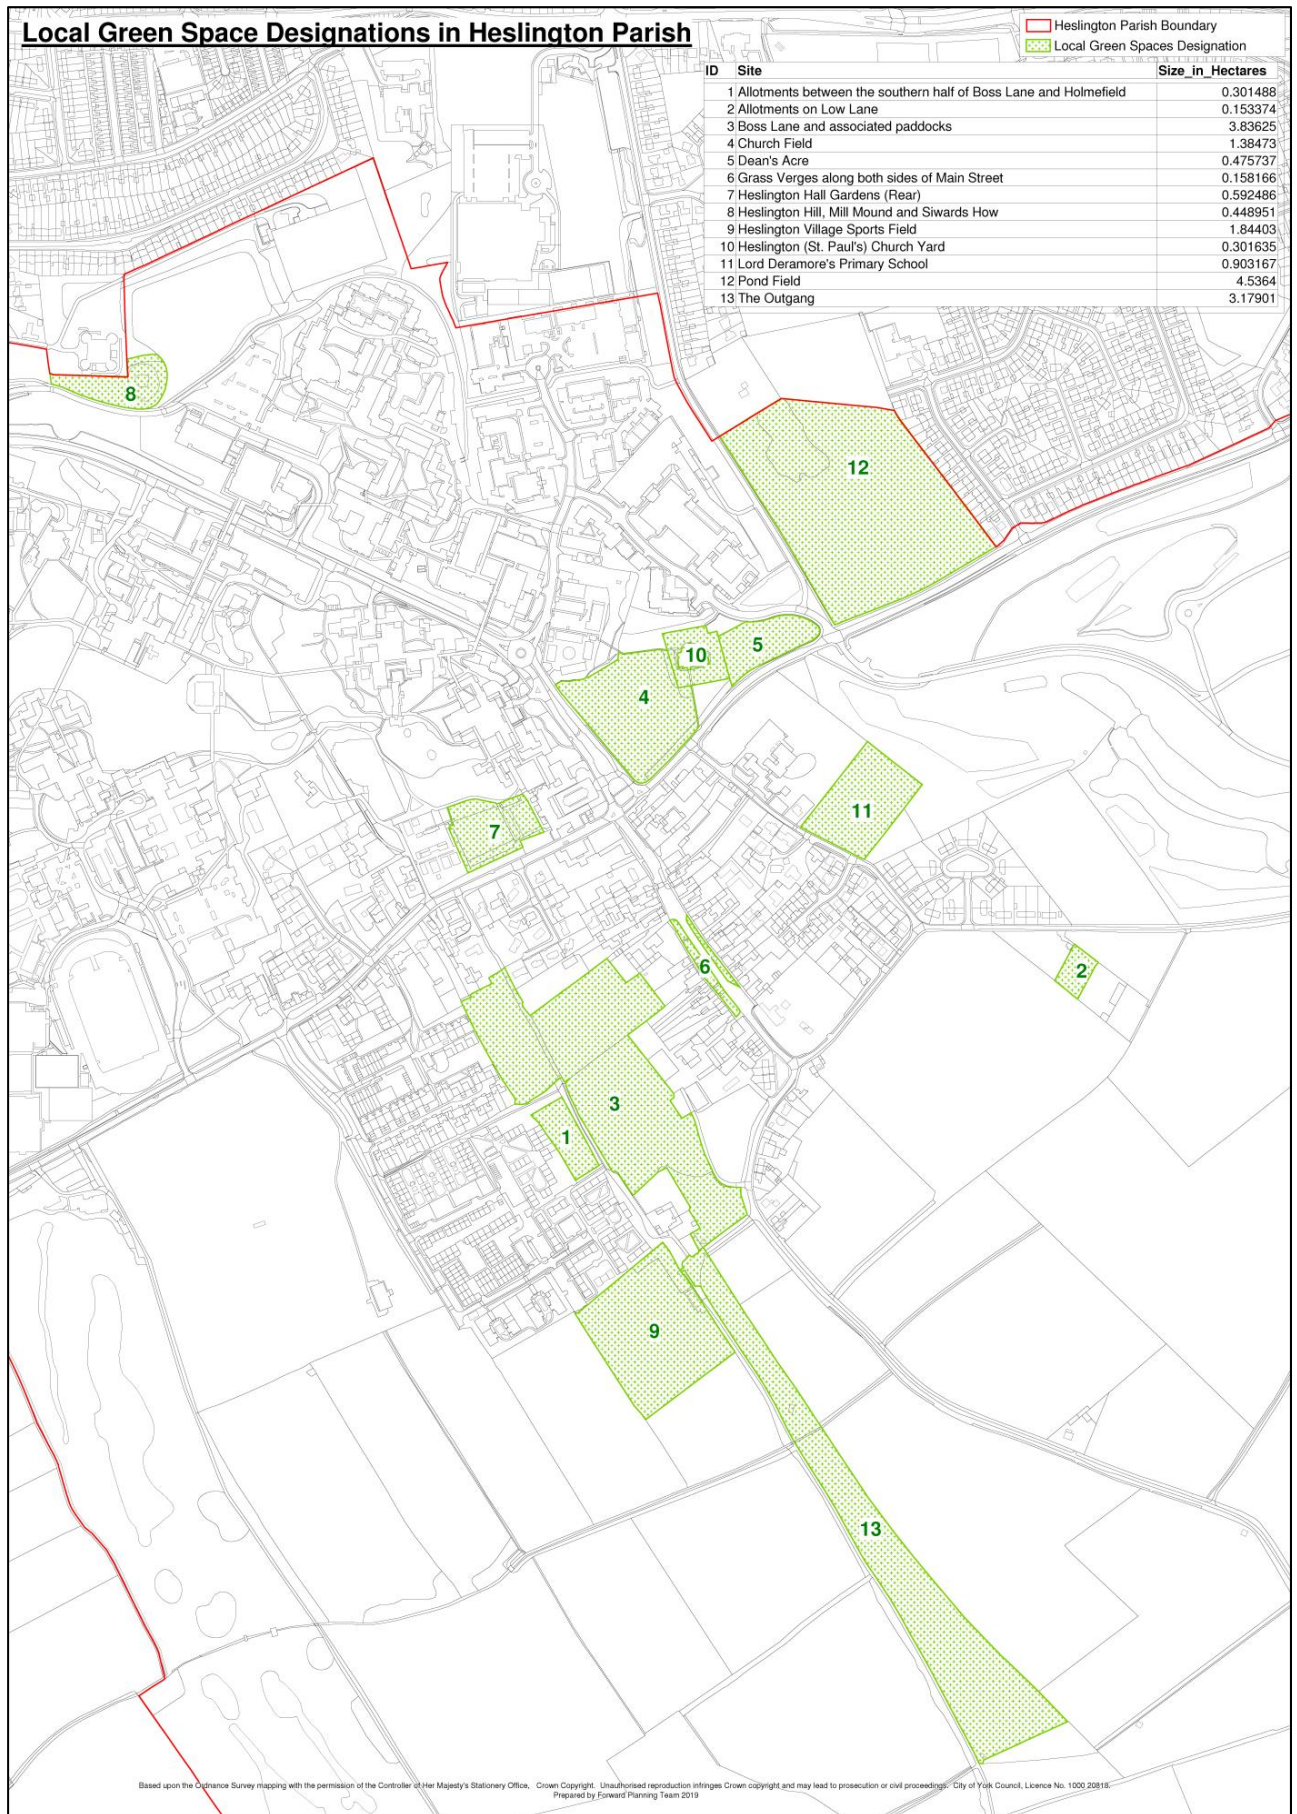 Local Green Space Designations in Heslington Parish
Heslington Parish Boundary
Local Green Spaces Designation
ID Site Size_in_Hectares
1 Allotments between the southern half of Boss Lane and Holmefield 0.301488
2 Allotments on Low Lane 0.153374
3 Boss Lane and associated paddocks 3.83625
4 Church Field 1.38473
5 Dean's Acre 0.475737
6 Grass Verges along both sides of Main Street 0.158166
7 Heslington Hall Gardens (Rear) 0.592486
8 Heslington Hill, Mill Mound and Siwards How 0.448951
9 Heslington Village Sports Field 1.84403
10 Heslington (St. Paul's) Church Yard 0.301635
11 Lord Deramore's Primary School 0.903167
12 Pond Field 4.5364
13 The Outgang 3.17901
8
12
5
10
4
11
7
6
2
3
1
9
13
Based upon the Ordnance Survey mapping with the permission of the Controller of Her Majesty's Stationery Office, Crown Copyright. Unauthorised reproduction infringes Crown copyright and may lead to prosecution or civil proceedings. City of York Council, Licence No. 1000 20818.
Prepared by Forward Planning Team 2019